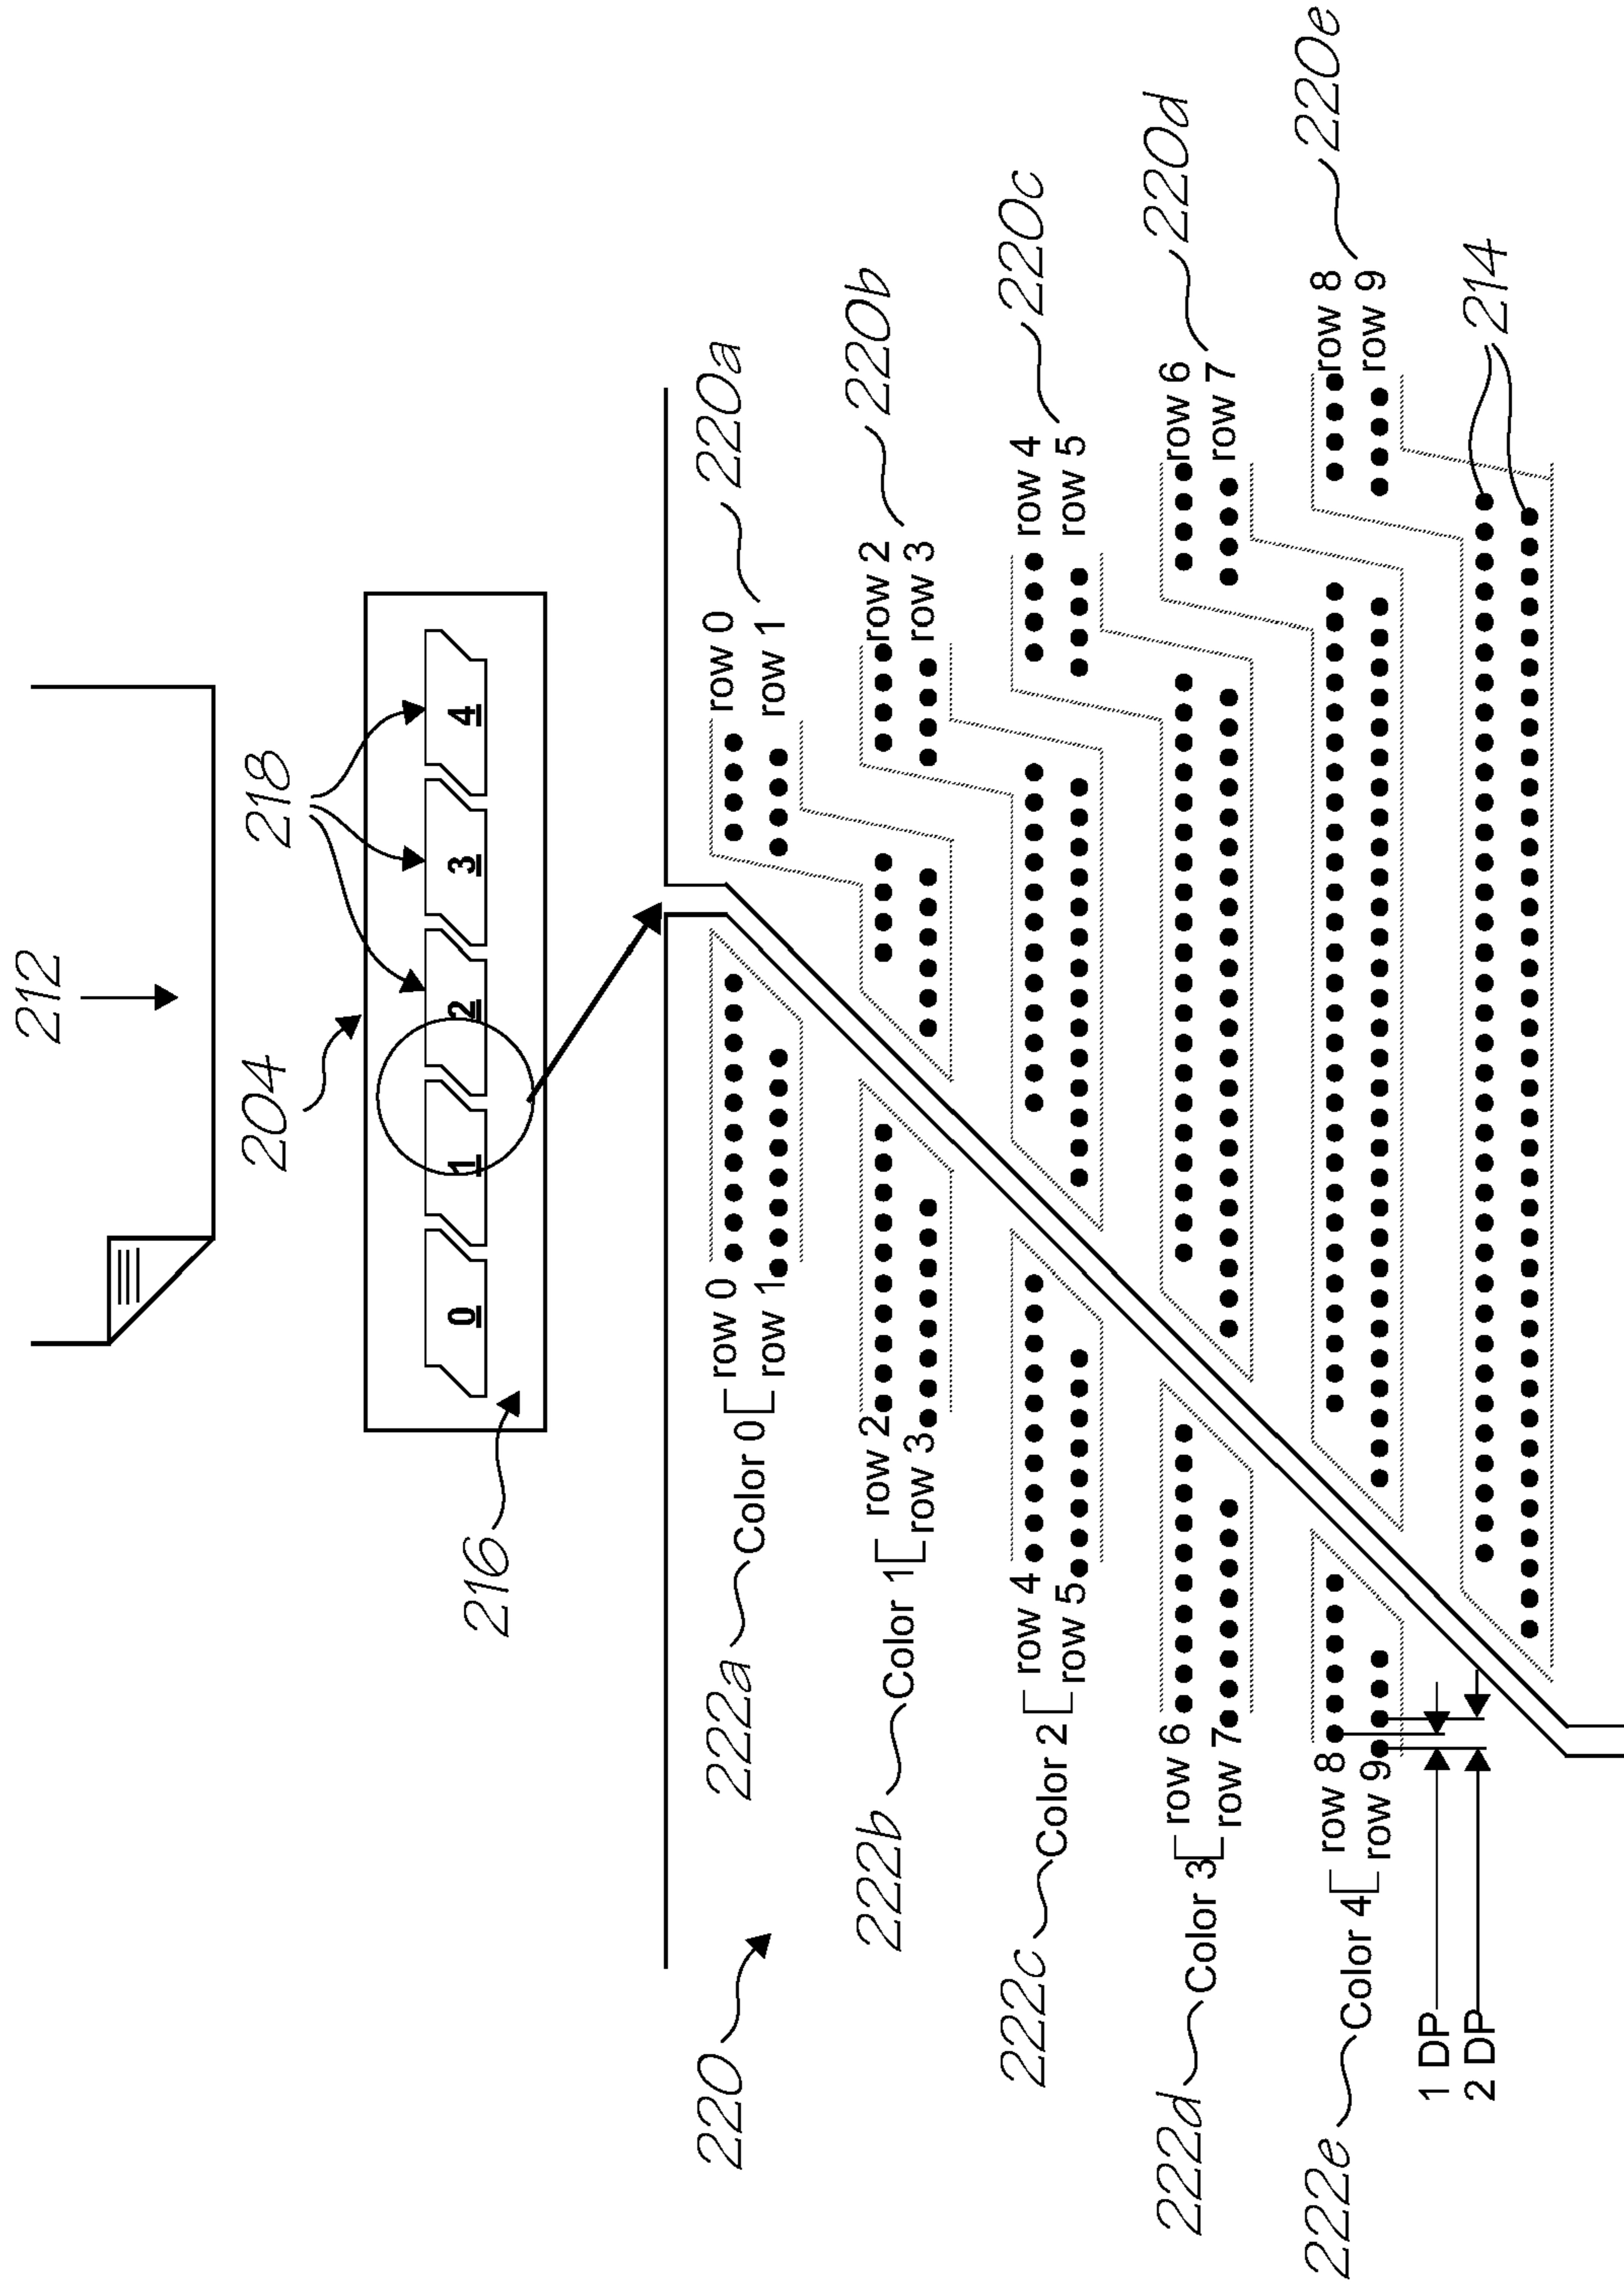 212
204
218
0 1 2 3 4
216
220
222a Color 0 row 0 row 0
row 1 row 1 220a
222b Color 1 row 2 row 2
row 3 row 3 220b
222c Color 2 row 4 row 4
row 5 row 5 220c
222d Color 3 row 6 row 6
row 7 row 7 220d
222e Color 4 row 8 row 8
row 9 row 9 220e
1 DP
2 DP
214